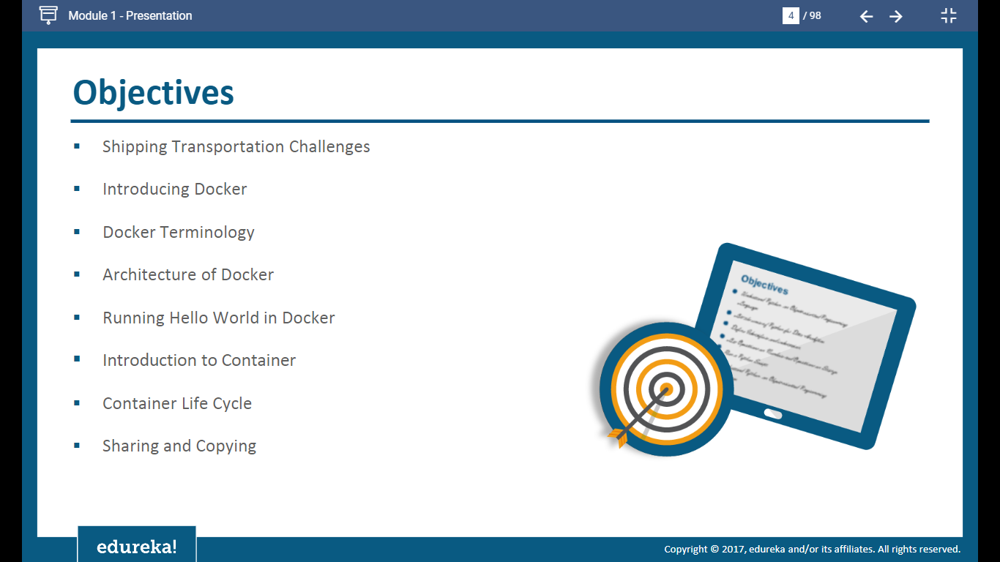 Module 1 - Presentation
4 / 98
Objectives
Shipping Transportation Challenges
Introducing Docker
Docker Terminology
Architecture of Docker
Running Hello World in Docker
Introduction to Container
Container Life Cycle
Sharing and Copying
Objectives
edureka!
Copyright © 2017, edureka and/or its affiliates. All rights reserved.